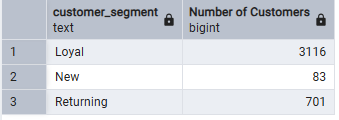 customer_segment Number of Customers
text bigint
1 Loyal 3116
2 New 83
3 Returning 701